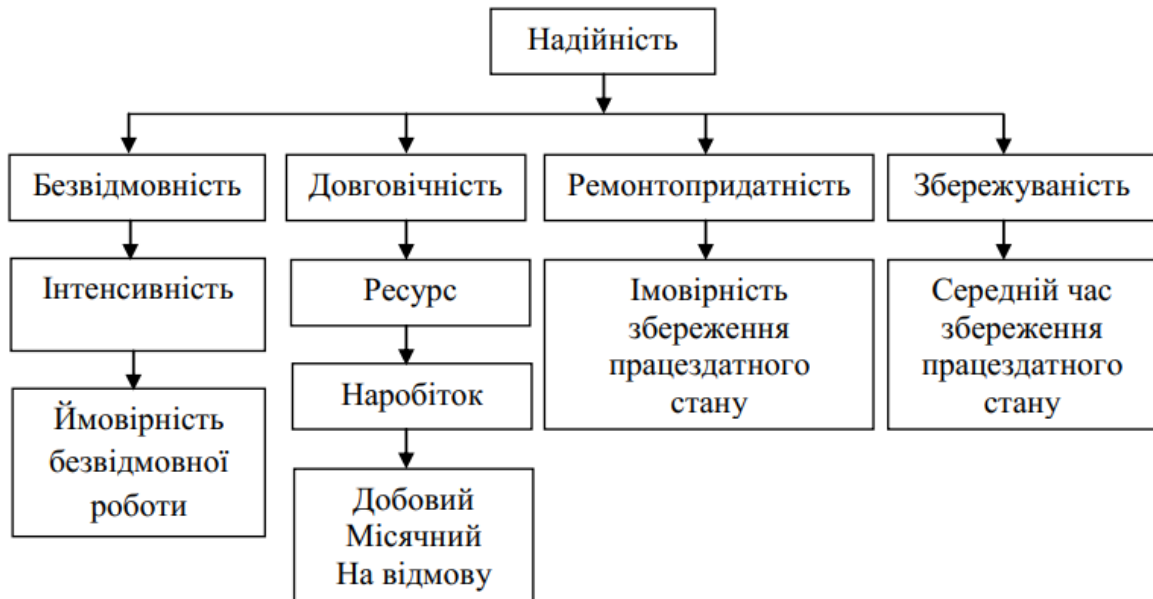 Надійність
Безвідмовність
Довговічність
Ремонтопридатність
Збережуваність
Інтенсивність
Ресурс
Імовірність
збереження
працездатного
стану
Середній час
збереження
працездатного
стану
Ймовірність
безвідмовної
роботи
Наробіток
Добовий
Місячний
На відмову